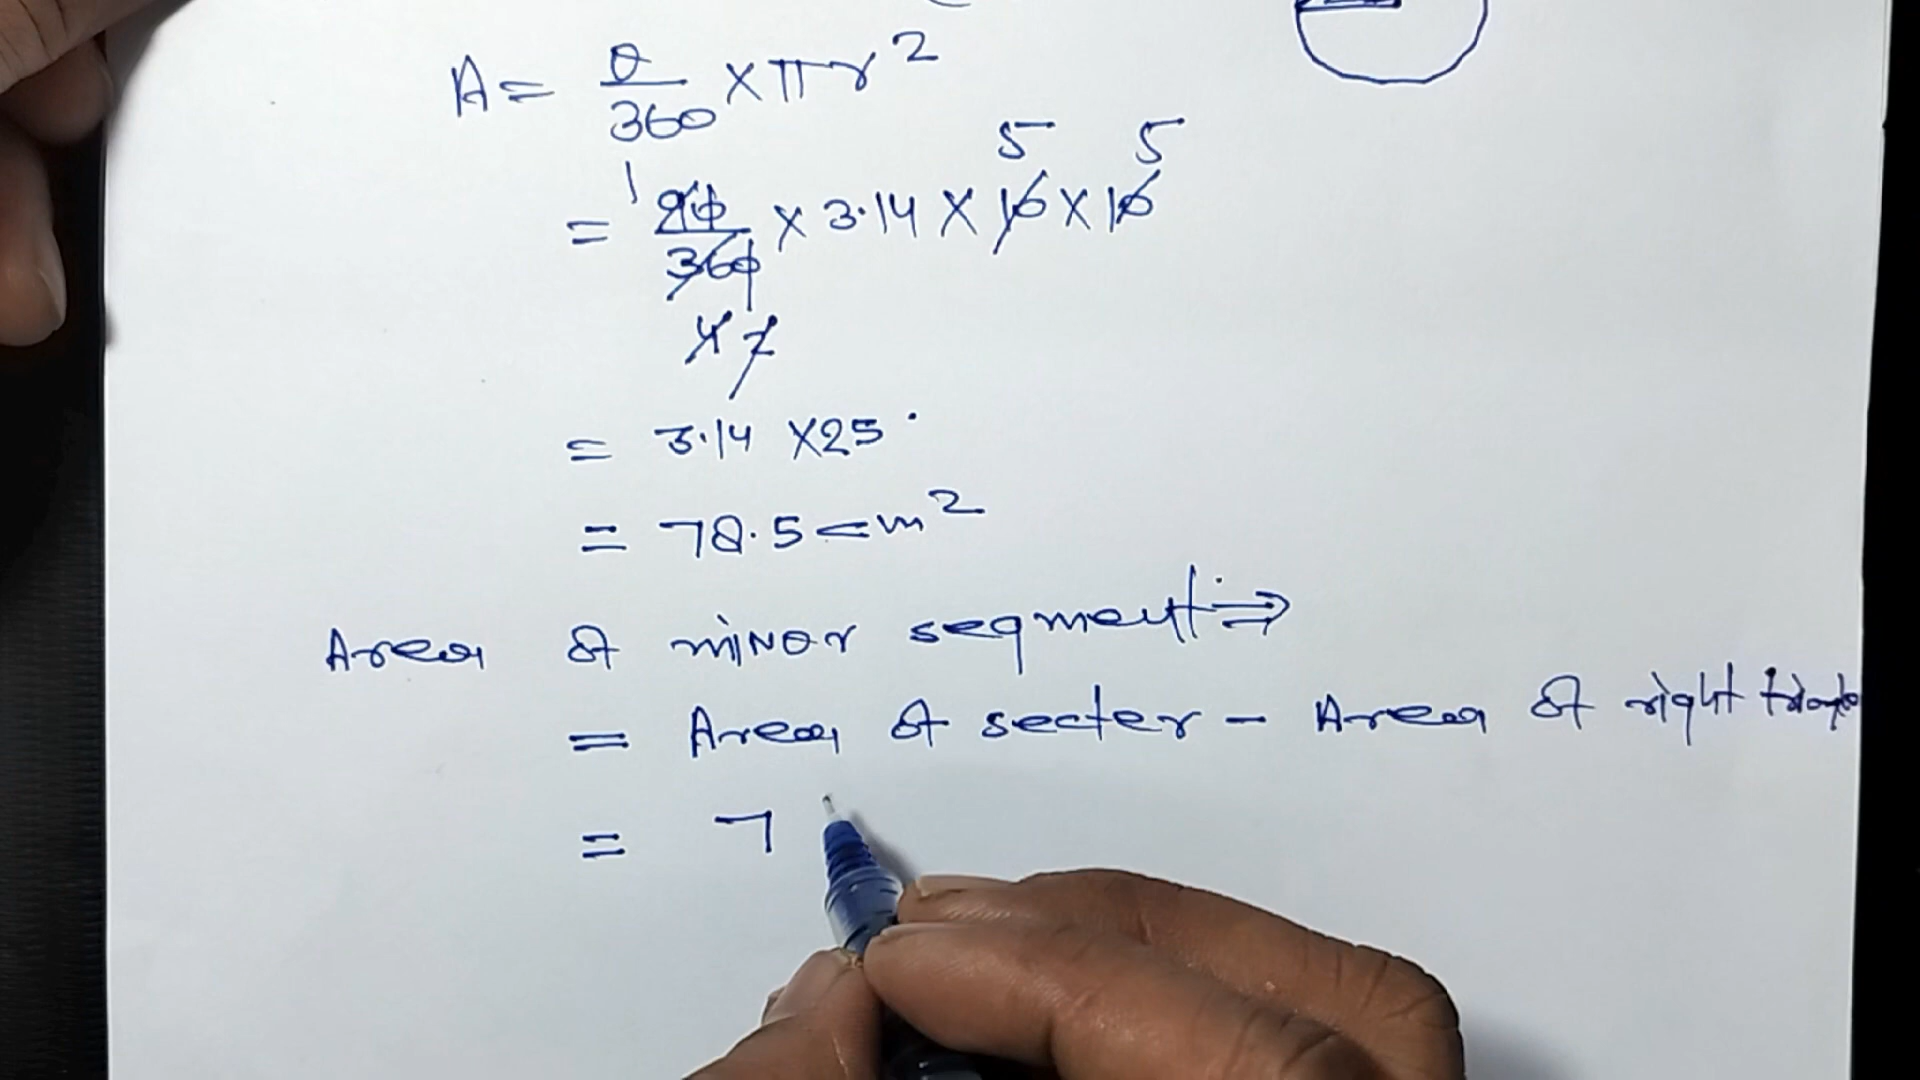 A = θ/360 × πr²
= 90/360 × 3.14 × 10 × 10
1 5 5
4 2
= 3.14 × 25
= 78.5 cm²
Area of minor segment ⇒
= Area of secter - Area of right triangle
= 7